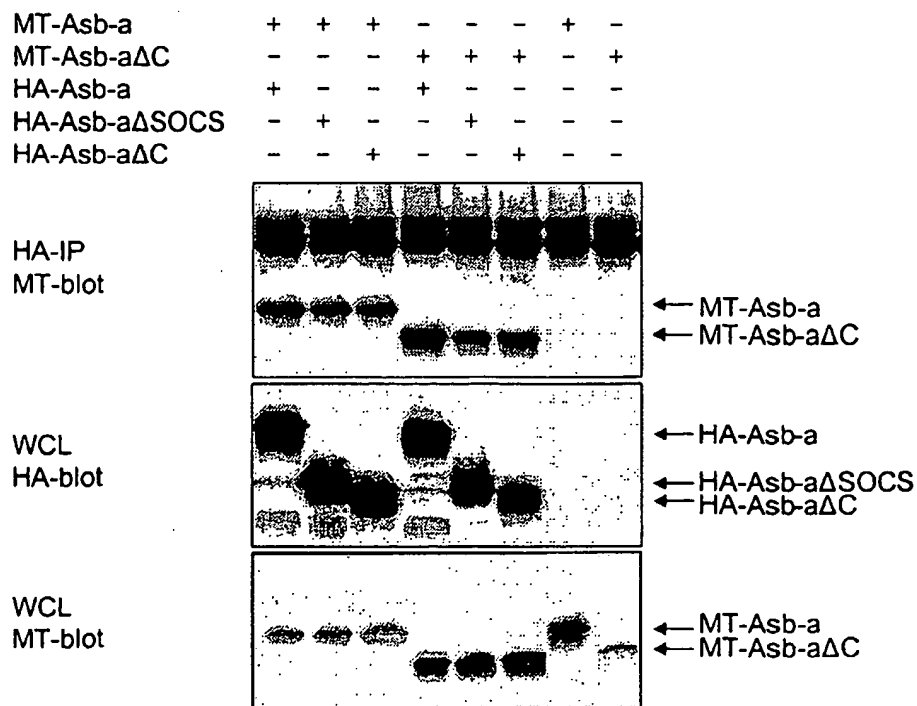 MT-Asb-a + + + − − − + −
MT-Asb-aΔC − − − + + + − +
HA-Asb-a + − − + − − − −
HA-Asb-aΔSOCS − + − − + − − −
HA-Asb-aΔC − − + − − + − −
HA-IP
MT-blot
MT-Asb-a
MT-Asb-aΔC
WCL
HA-blot
HA-Asb-a
HA-Asb-aΔSOCS
HA-Asb-aΔC
WCL
MT-blot
MT-Asb-a
MT-Asb-aΔC